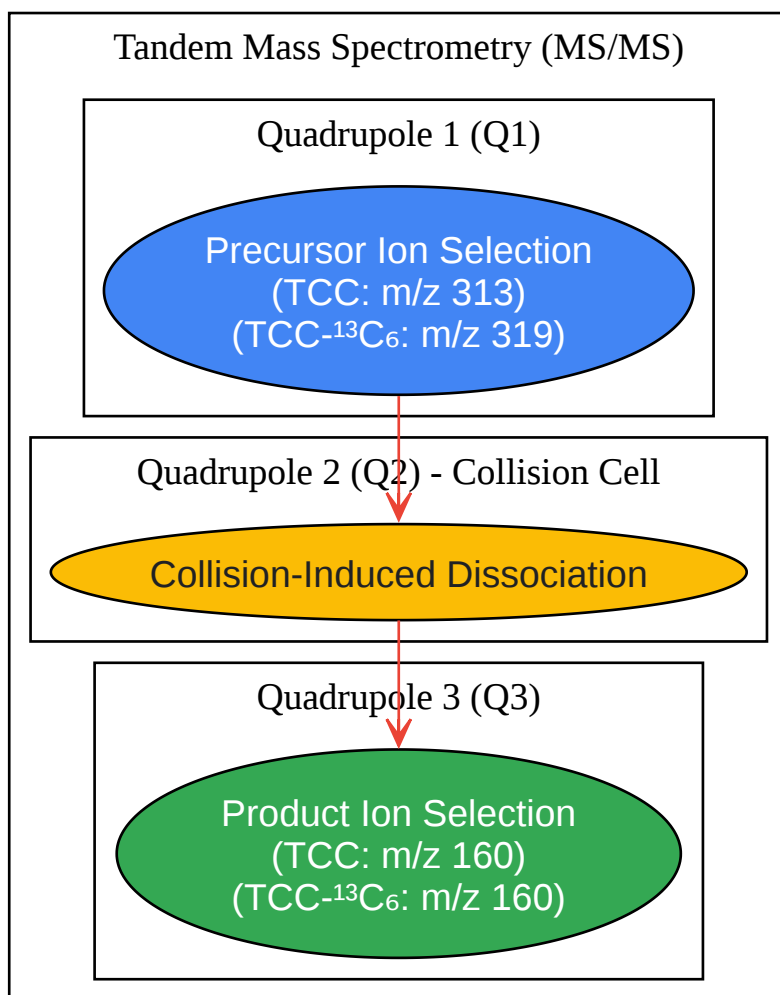 Tandem Mass Spectrometry (MS/MS)
Quadrupole 1 (Q1)
Precursor Ion Selection
(TCC: m/z 313)
(TCC-¹³C₆: m/z 319)
Quadrupole 2 (Q2) - Collision Cell
Collision-Induced Dissociation
Quadrupole 3 (Q3)
Product Ion Selection
(TCC: m/z 160)
(TCC-¹³C₆: m/z 160)